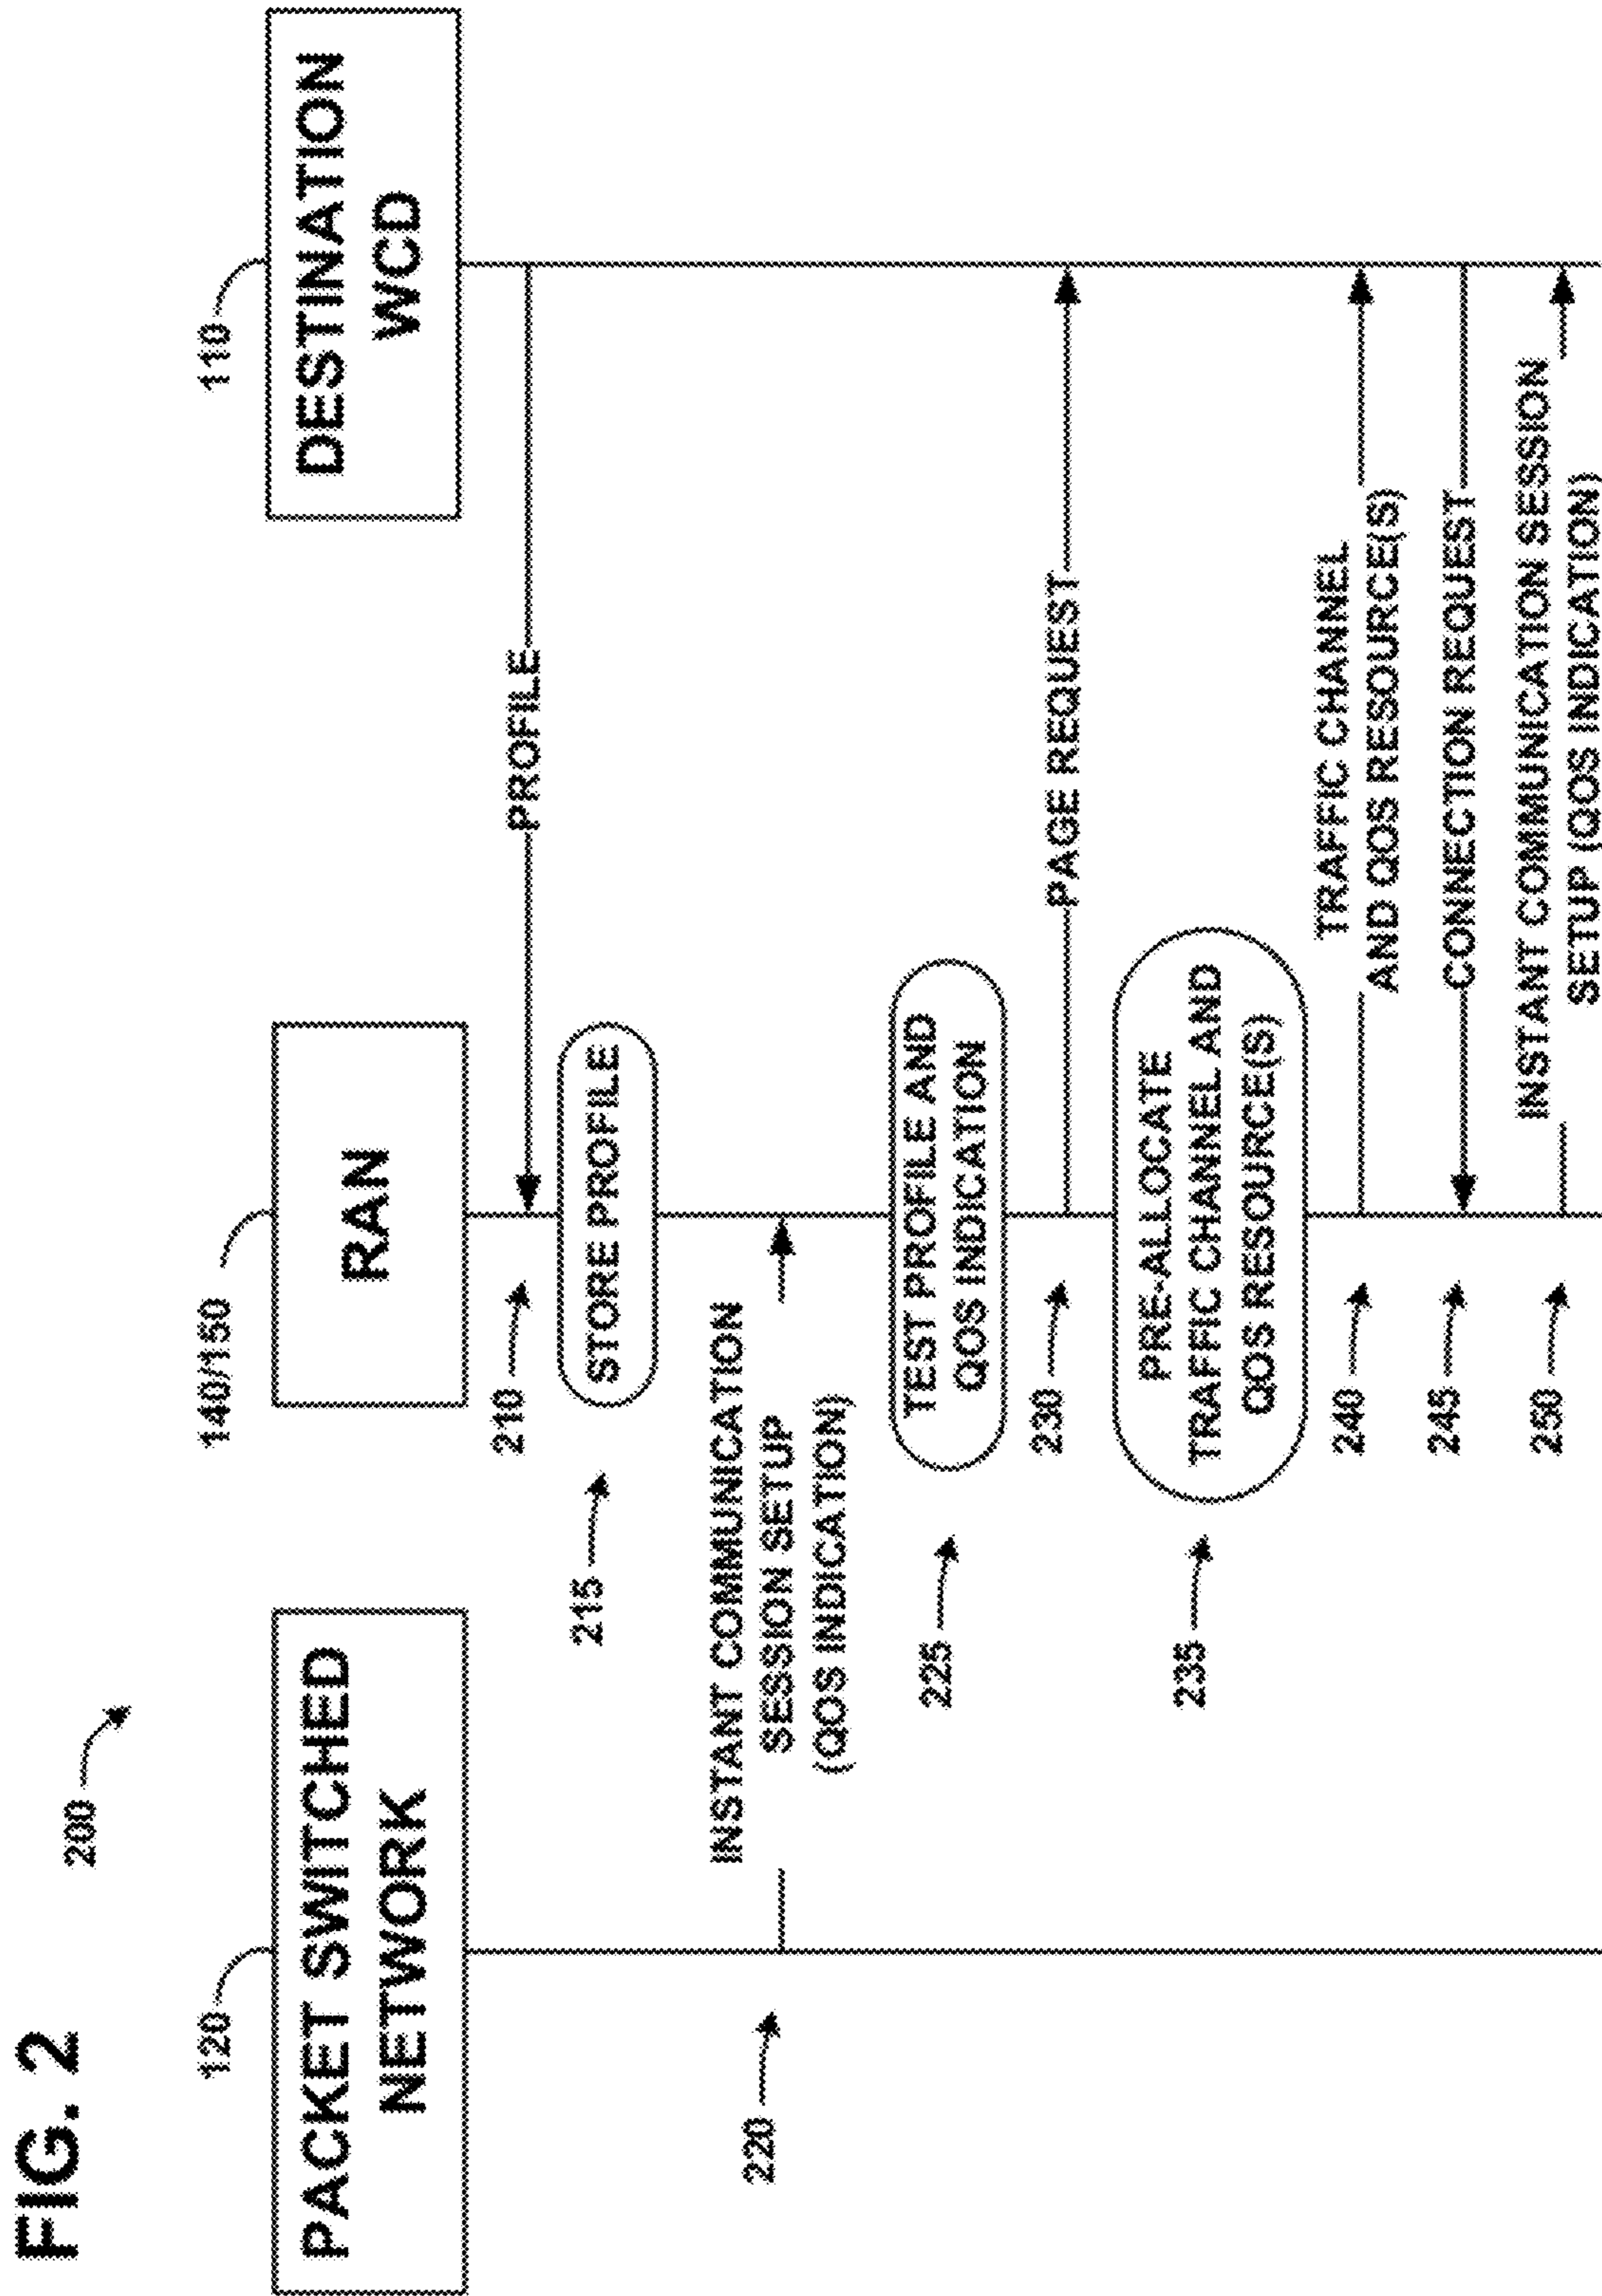 FIG. 2
200
120
140/150
110
PACKET SWITCHED
NETWORK
RAN
DESTINATION
WCD
210
PROFILE
215
STORE PROFILE
220
INSTANT COMMUNICATION
SESSION SETUP
(QOS INDICATION)
225
TEST PROFILE AND
QOS INDICATION
230
PAGE REQUEST
235
PRE-ALLOCATE
TRAFFIC CHANNEL AND
QOS RESOURCE(S)
240
TRAFFIC CHANNEL
AND QOS RESOURCE(S)
245
CONNECTION REQUEST
250
INSTANT COMMUNICATION SESSION
SETUP (QOS INDICATION)